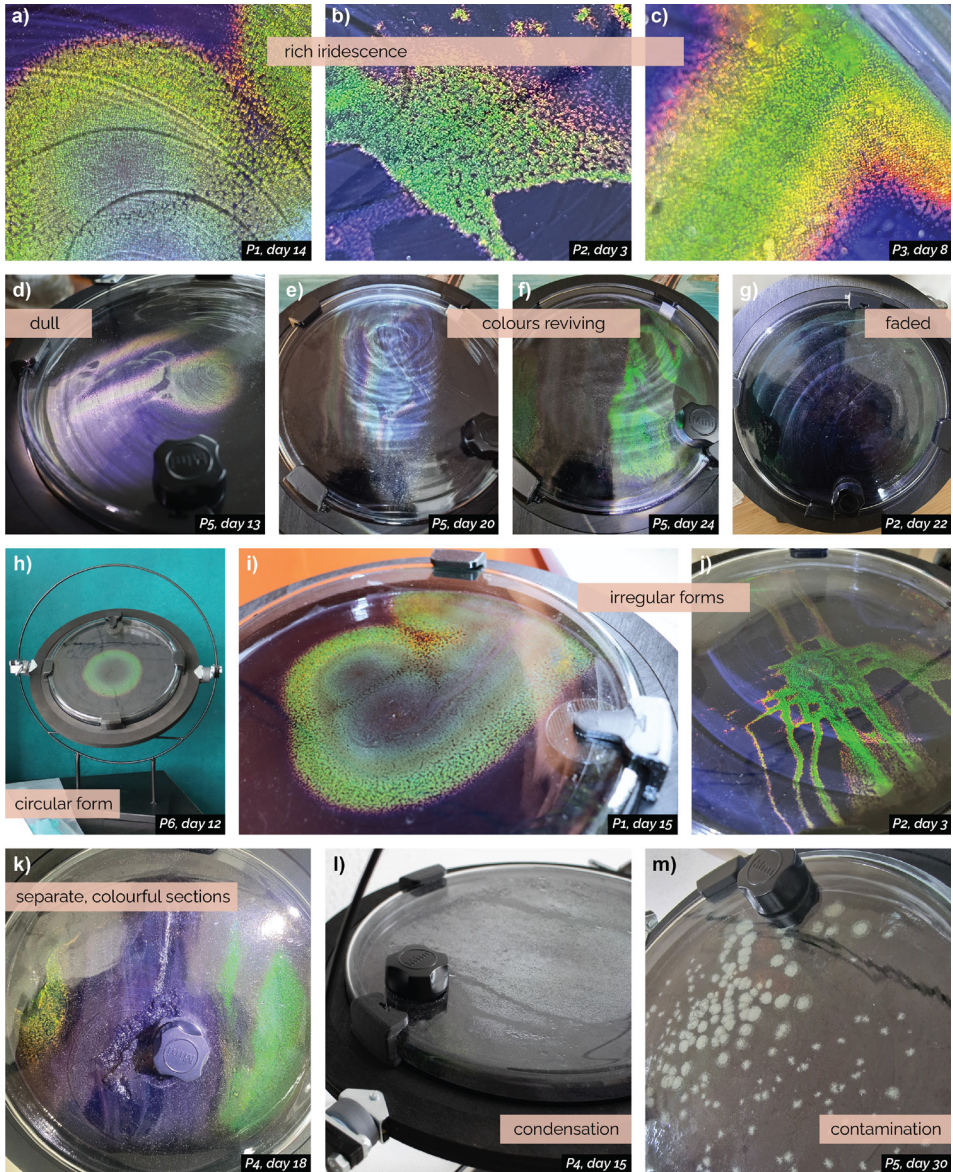 a)
b)
c)
rich iridescence
P1, day 14
P2, day 3
P3, day 8
d)
e)
f)
g)
dull
colours reviving
faded
P5, day 13
P5, day 20
P5, day 24
P2, day 22
h)
i)
j)
irregular forms
circular form
P6, day 12
P1, day 15
P2, day 3
k)
l)
m)
separate, colourful sections
condensation
contamination
P4, day 18
P4, day 15
P5, day 30